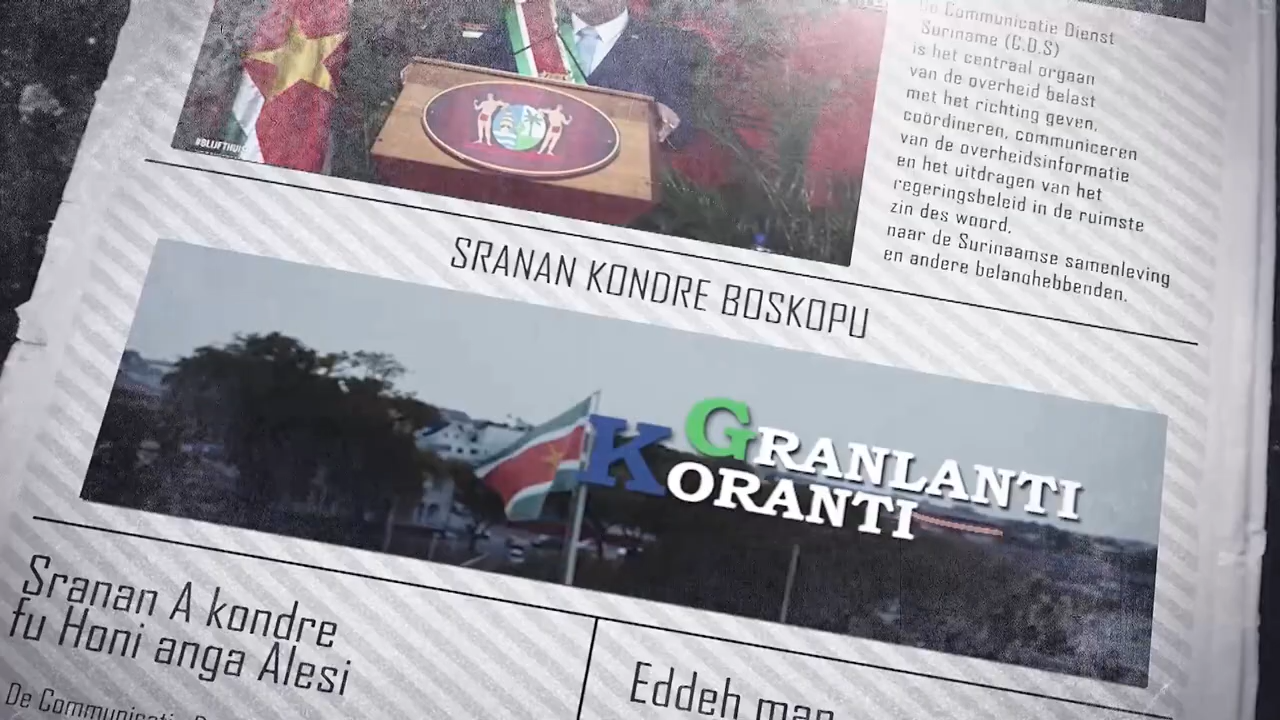 De Communicatie Dienst
Suriname (C.D.S)
is het centraal orgaan
van de overheid belast
met het richting geven,
coördineren, communiceren
van de overheidsinformatie
en het uitdragen van het
regeringsbeleid in de ruimste
zin des woord,
naar de Surinaamse samenleving
en andere belanghebbenden.
SRANAN KONDRE BOSKOPU
GRANLANTI
KORANTI
Sranan A kondre
fu Honi anga Alesi
Eddeh man
De